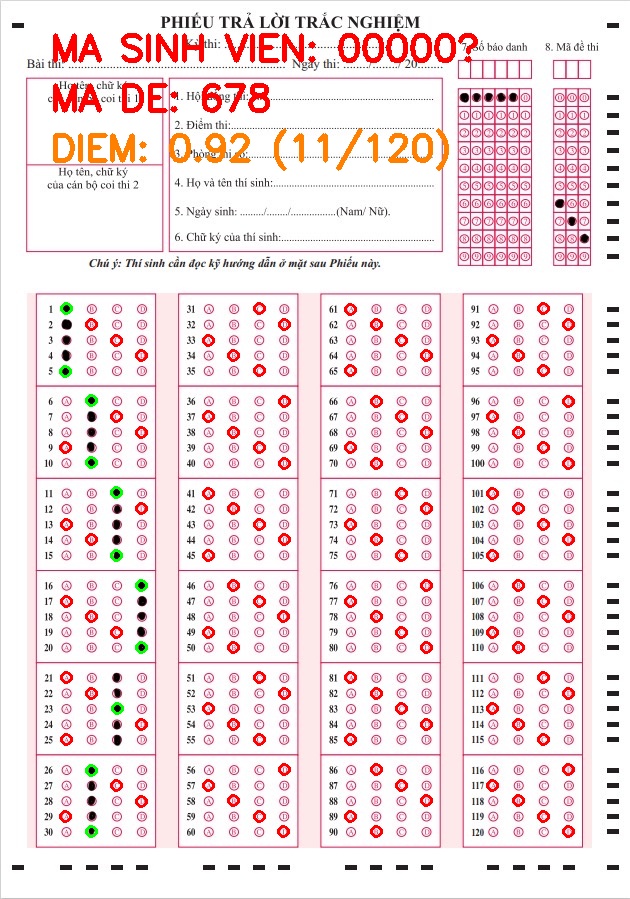 PHIẾU TRẢ LỜI TRẮC NGHIỆM
Kỳ thi:
MA SINH VIEN: 00000?
Bài thi: Ngày thi: ......../......../ 20
7. Số báo danh
8. Mã đề thi
Họ tên, chữ ký
của cán bộ coi thi 1
MA DE: 678
1. Hội đồng thi:
2. Điểm thi:
DIEM: 0.92 (11/120)
3. Phòng thi số:
Họ tên, chữ ký
của cán bộ coi thi 2
4. Họ và tên thí sinh:
5. Ngày sinh: ........./......./...............(Nam/ Nữ).
6. Chữ ký của thí sinh:
Chú ý: Thí sinh cần đọc kỹ hướng dẫn ở mặt sau Phiếu này.
1 B C D 31 A B C D 61 A B C D 91 A B C D
2 B C D 32 A B C D 62 A B C D 92 A B C D
3 B C D 33 A B C D 63 A B C D 93 A B C D
4 B C D 34 A B C D 64 A B C D 94 A B C D
5 B C D 35 A B C D 65 A B C D 95 A B C D
6 A C D 36 A B C D 66 A B C D 96 A B C D
7 A C D 37 A B C D 67 A B C D 97 A B C D
8 A C D 38 A B C D 68 A B C D 98 A B C D
9 A C D 39 A B C D 69 A B C D 99 A B C D
10 A C D 40 A B C D 70 A B C D 100 A B C D
11 A B D 41 A B C D 71 A B C D 101 A B C D
12 A B D 42 A B C D 72 A B C D 102 A B C D
13 A B D 43 A B C D 73 A B C D 103 A B C D
14 A B D 44 A B C D 74 A B C D 104 A B C D
15 A B D 45 A B C D 75 A B C D 105 A B C D
16 A B C 46 A B C D 76 A B C D 106 A B C D
17 A B C 47 A B C D 77 A B C D 107 A B C D
18 A B C 48 A B C D 78 A B C D 108 A B C D
19 A B C 49 A B C D 79 A B C D 109 A B C D
20 A B C 50 A B C D 80 A B C D 110 A B C D
21 A B D 51 A B C D 81 A B C D 111 A B C D
22 A B D 52 A B C D 82 A B C D 112 A B C D
23 A B D 53 A B C D 83 A B C D 113 A B C D
24 A B D 54 A B C D 84 A B C D 114 A B C D
25 A B D 55 A B C D 85 A B C D 115 A B C D
26 A C D 56 A B C D 86 A B C D 116 A B C D
27 A C D 57 A B C D 87 A B C D 117 A B C D
28 A C D 58 A B C D 88 A B C D 118 A B C D
29 A C D 59 A B C D 89 A B C D 119 A B C D
30 A C D 60 A B C D 90 A B C D 120 A B C D